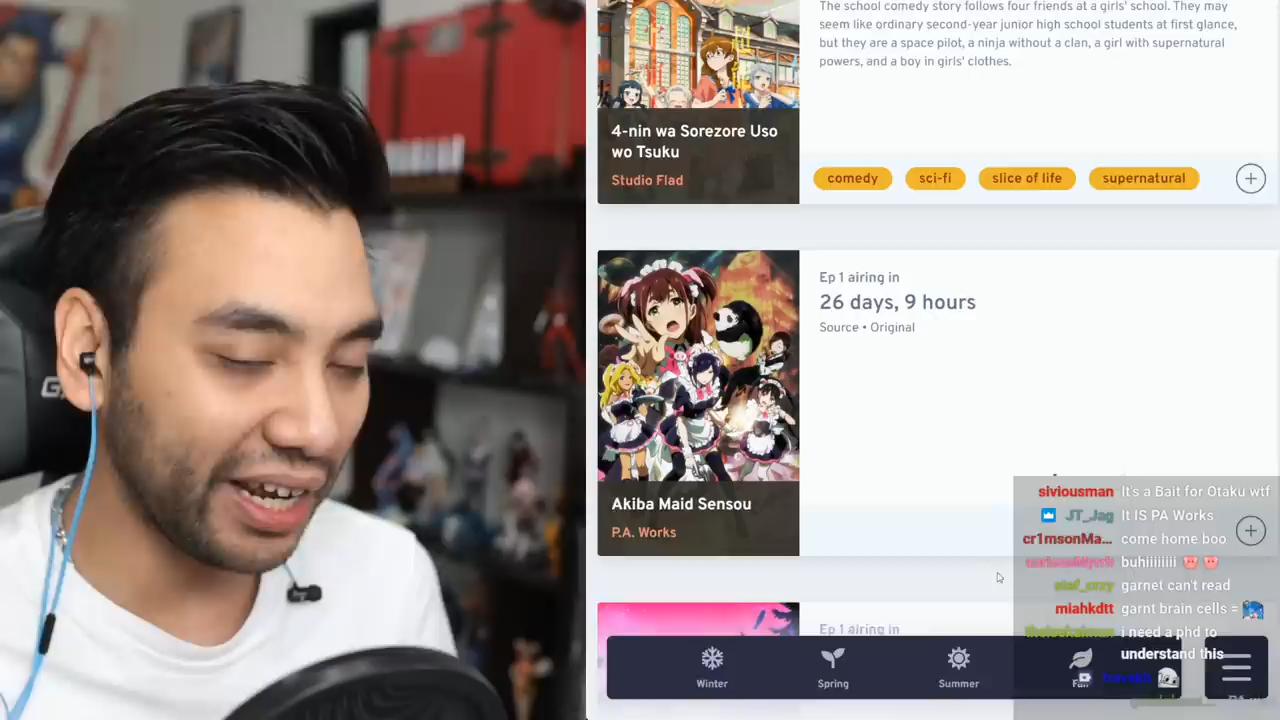 The school comedy story follows four friends at a girls' school. They may
seem like ordinary second-year junior high school students at first glance,
but they are a space pilot, a ninja without a clan, a girl with supernatural
powers, and a boy in girls' clothes.
4-nin wa Sorezore Uso
wo Tsuku
Studio Flad
comedy
sci-fi
slice of life
supernatural
Ep 1 airing in
26 days, 9 hours
Source • Original
Akiba Maid Sensou
P.A. Works
siviousman It's a Bait for Otaku wtf
JT_Jag It IS PA Works
cr1msonMa... come home boo
buhiiiiiiii
garnet can't read
miahkdtt garnt brain cells =
i need a phd to
understand this
Ep 1 airing in
Winter
Spring
Summer